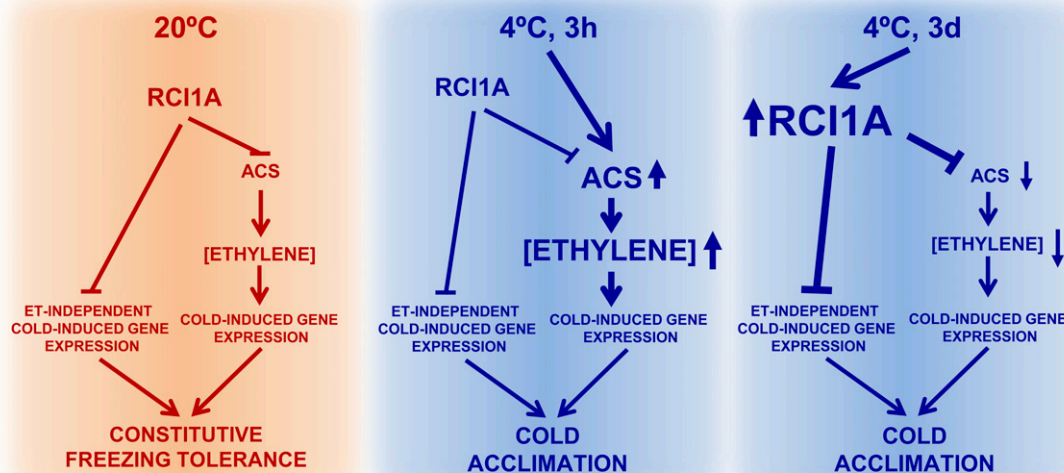 20ºC
RCI1A
ACS
[ETHYLENE]
ET-INDEPENDENT
COLD-INDUCED GENE
EXPRESSION
COLD-INDUCED GENE
EXPRESSION
CONSTITUTIVE
FREEZING TOLERANCE
4ºC, 3h
RCI1A
ACS
[ETHYLENE]
ET-INDEPENDENT
COLD-INDUCED GENE
EXPRESSION
COLD-INDUCED GENE
EXPRESSION
COLD
ACCLIMATION
4ºC, 3d
RCI1A
ACS
[ETHYLENE]
ET-INDEPENDENT
COLD-INDUCED GENE
EXPRESSION
COLD-INDUCED GENE
EXPRESSION
COLD
ACCLIMATION